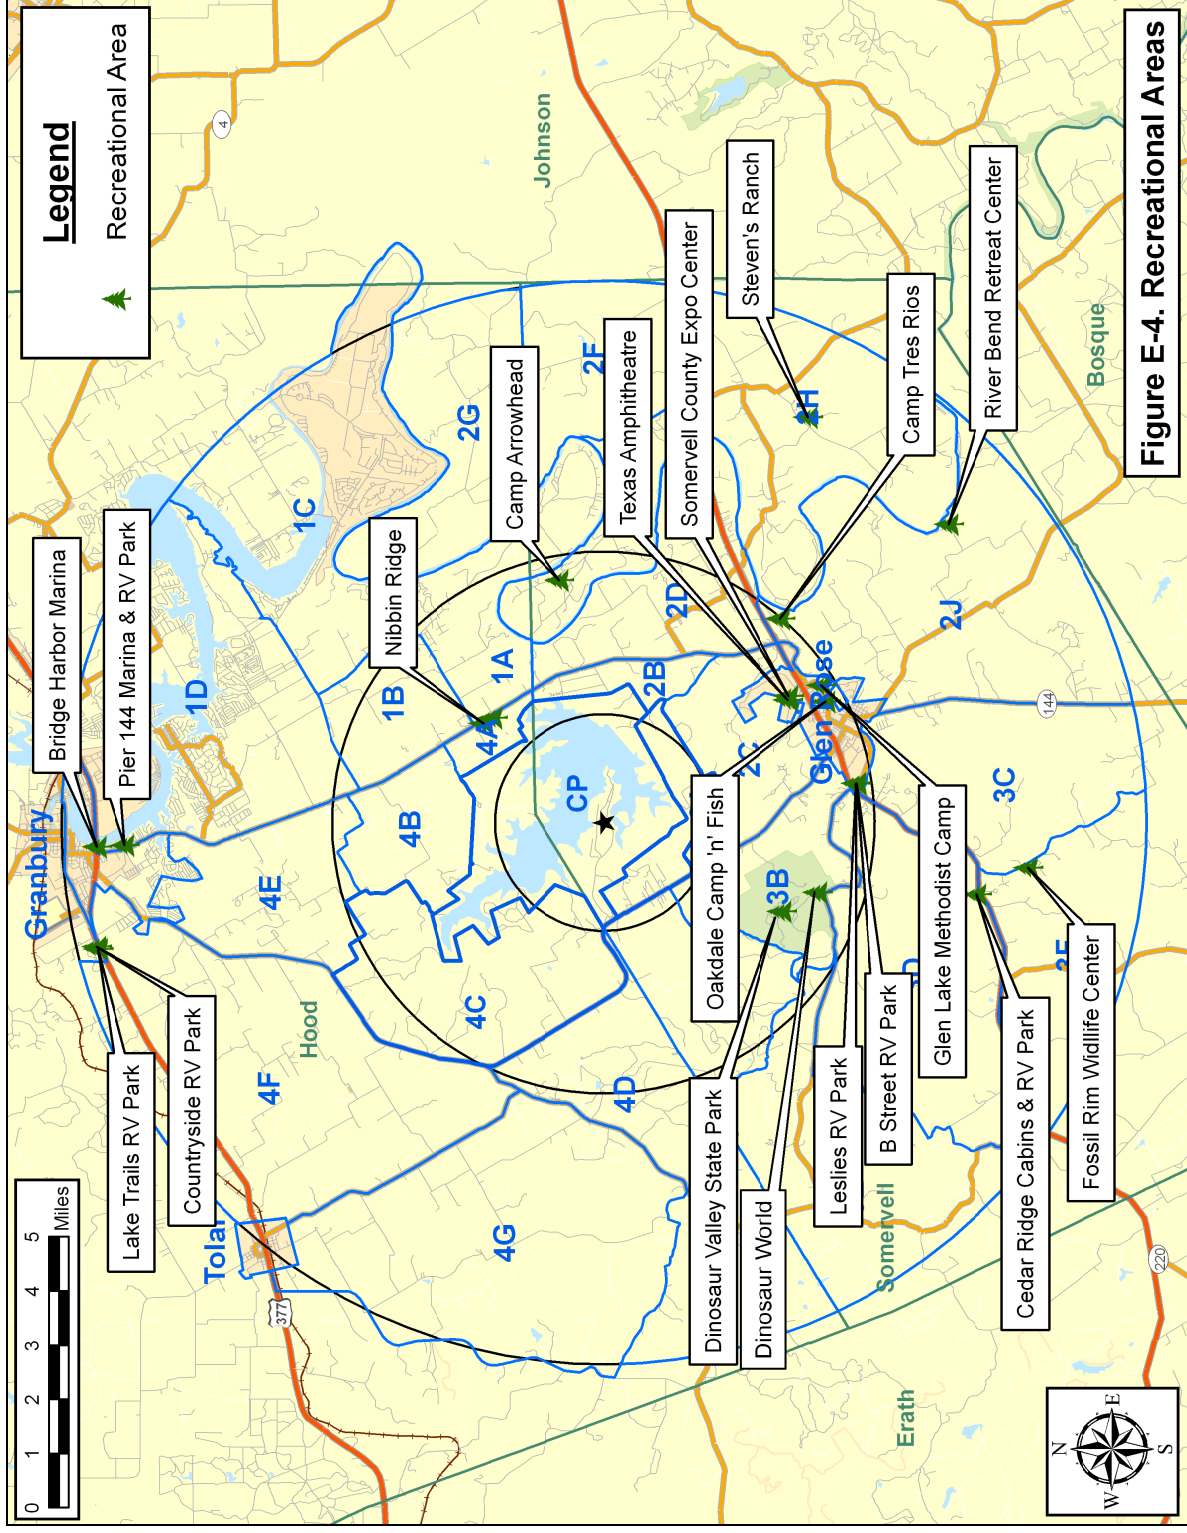 Legend
Recreational Area
4
Johnson
Bosque
Hood
Somervell
Erath
Granbury
Tolar
Glen Rose
CP
1A
1B
1C
1D
2B
2C
2D
2F
2G
2H
2J
3B
3C
4A
4B
4C
4D
4E
4F
4G
Bridge Harbor Marina
Pier 144 Marina & RV Park
Nibbin Ridge
Camp Arrowhead
Texas Amphitheatre
Somervell County Expo Center
Steven's Ranch
Camp Tres Rios
River Bend Retreat Center
Lake Trails RV Park
Countryside RV Park
Oakdale Camp 'n' Fish
Glen Lake Methodist Camp
Dinosaur Valley State Park
Dinosaur World
Leslies RV Park
B Street RV Park
Cedar Ridge Cabins & RV Park
Fossil Rim Widlife Center
377
144
220
0 1 2 3 4 5
Miles
N
W E
S
Figure E-4. Recreational Areas